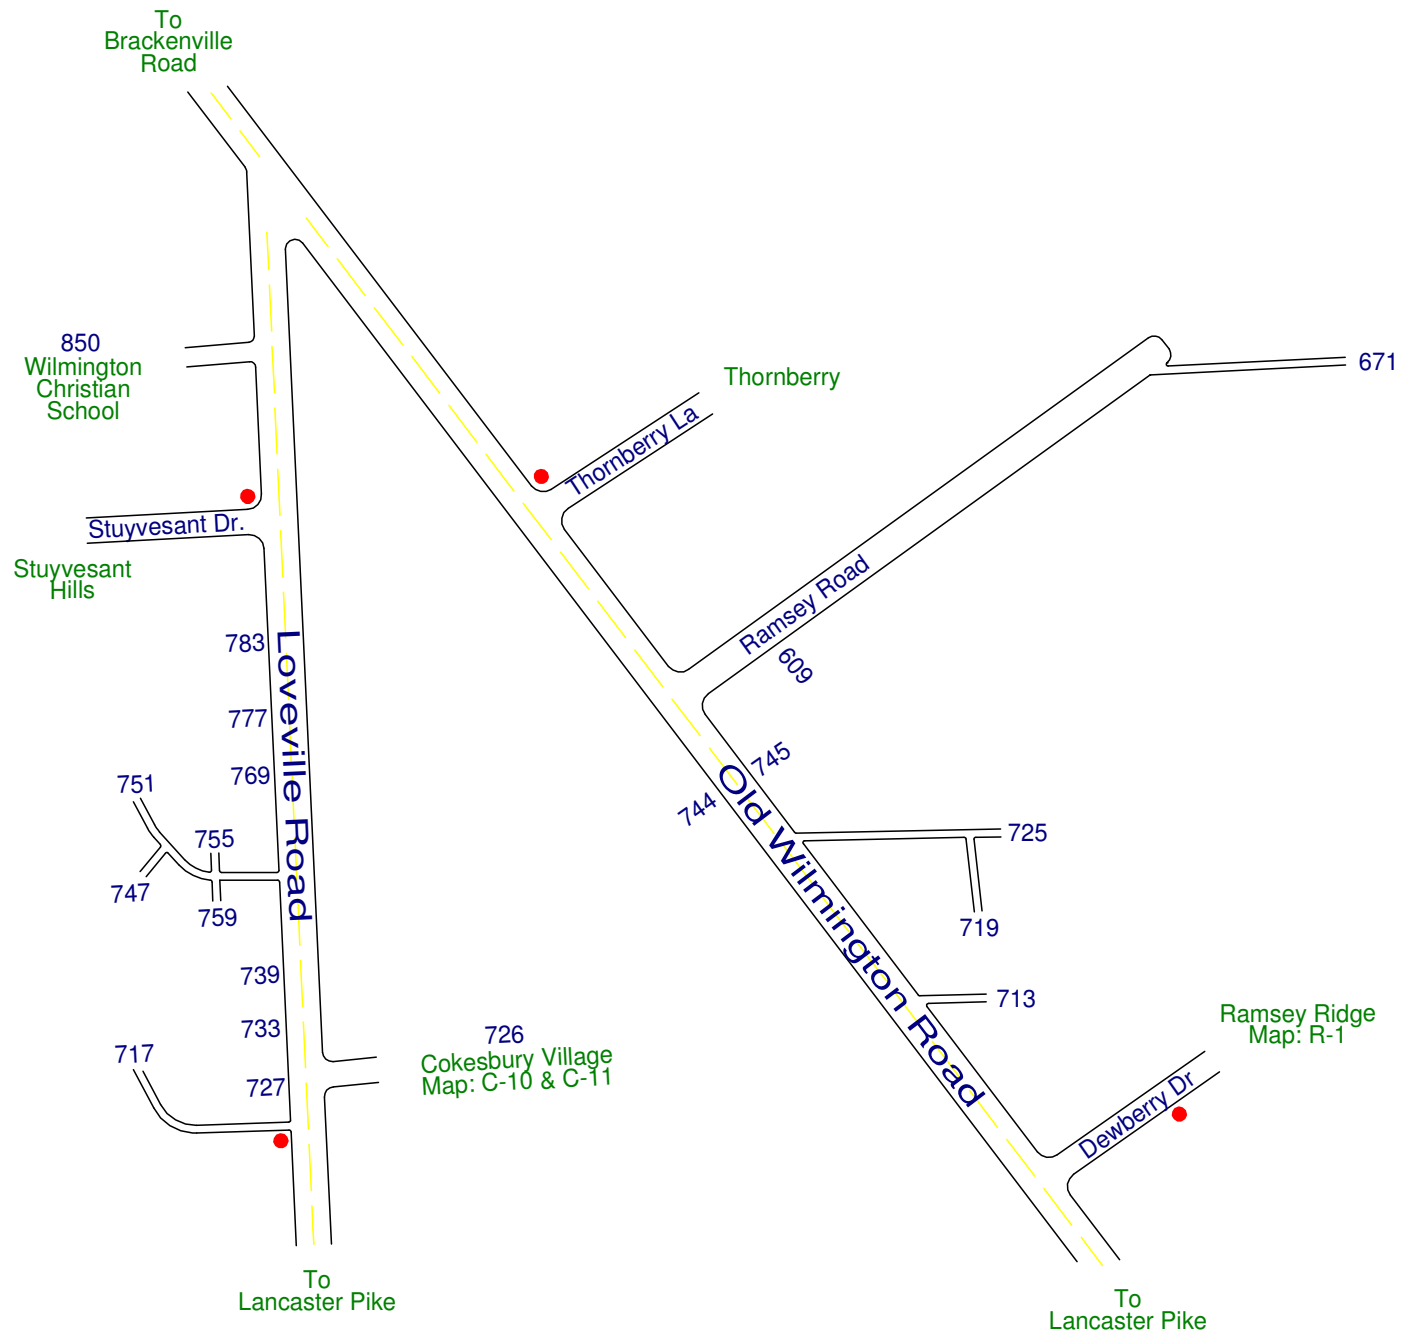 To
Brackenville
Road
850
Wilmington
Christian
School
Thornberry
671
Thornberry La
Stuyvesant Dr.
Stuyvesant
Hills
Ramsey Road
609
783
Loveville Road
777
769
745
744
Old Wilmington Road
751
755
747
759
725
719
739
733
713
717
727
726
Cokesbury Village
Map: C-10 & C-11
Ramsey Ridge
Map: R-1
Dewberry Dr
To
Lancaster Pike
To
Lancaster Pike